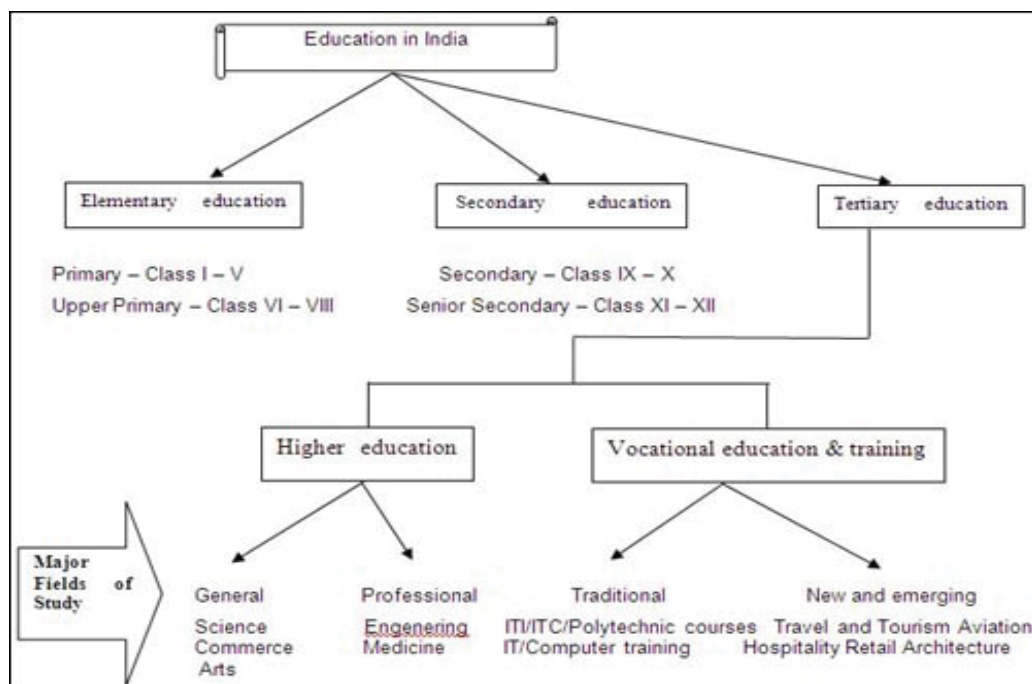 Education in India
Elementary education
Secondary education
Tertiary education
Primary – Class I – V
Upper Primary – Class VI – VIII
Secondary – Class IX – X
Senior Secondary – Class XI – XII
Higher education
Vocational education & training
Major
Fields of
Study
General
Science
Commerce
Arts
Professional
Engenering
Medicine
Traditional
ITI/ITC/Polytechnic courses
IT/Computer training
New and emerging
Travel and Tourism Aviation
Hospitality Retail Architecture